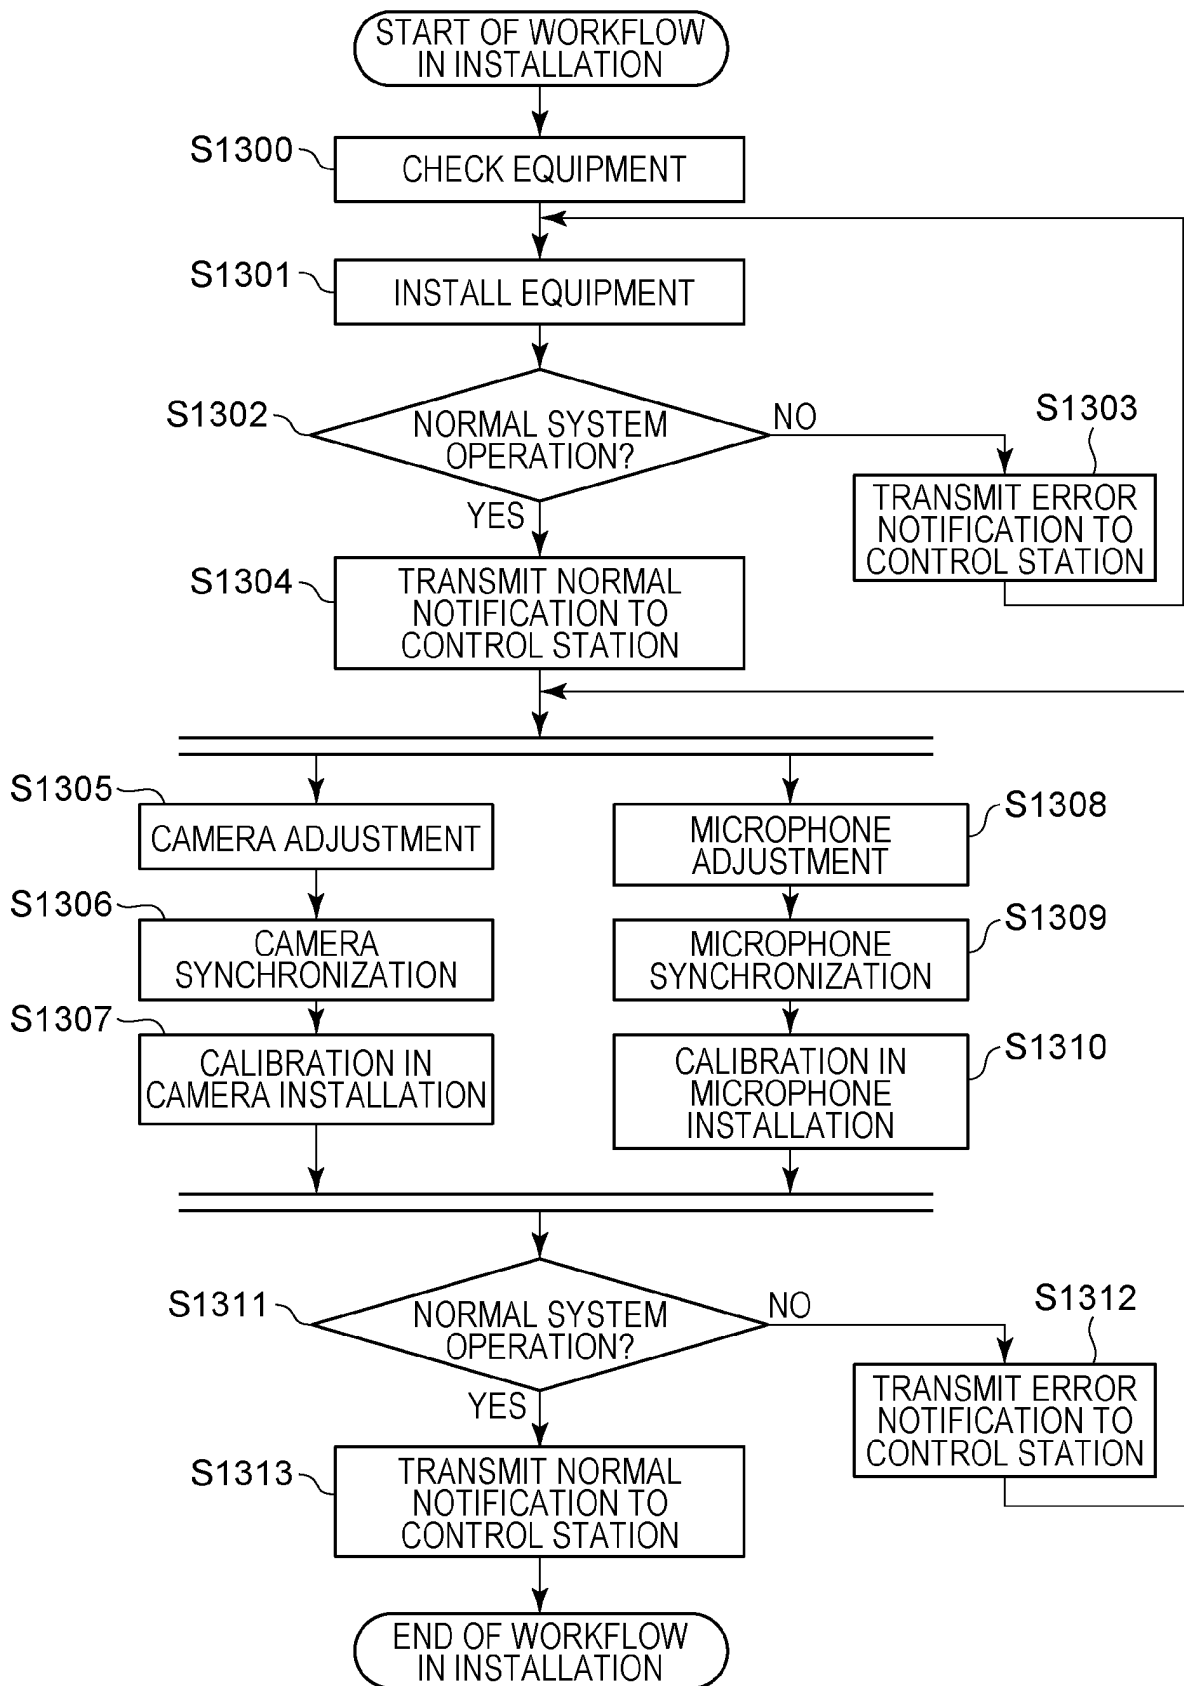 START OF WORKFLOW
IN INSTALLATION
S1300
CHECK EQUIPMENT
S1301
INSTALL EQUIPMENT
S1302
NORMAL SYSTEM
OPERATION?
NO
YES
S1303
TRANSMIT ERROR
NOTIFICATION TO
CONTROL STATION
S1304
TRANSMIT NORMAL
NOTIFICATION TO
CONTROL STATION
S1305
CAMERA ADJUSTMENT
S1306
CAMERA
SYNCHRONIZATION
S1307
CALIBRATION IN
CAMERA INSTALLATION
S1308
MICROPHONE
ADJUSTMENT
S1309
MICROPHONE
SYNCHRONIZATION
S1310
CALIBRATION IN
MICROPHONE
INSTALLATION
S1311
NORMAL SYSTEM
OPERATION?
NO
YES
S1312
TRANSMIT ERROR
NOTIFICATION TO
CONTROL STATION
S1313
TRANSMIT NORMAL
NOTIFICATION TO
CONTROL STATION
END OF WORKFLOW
IN INSTALLATION